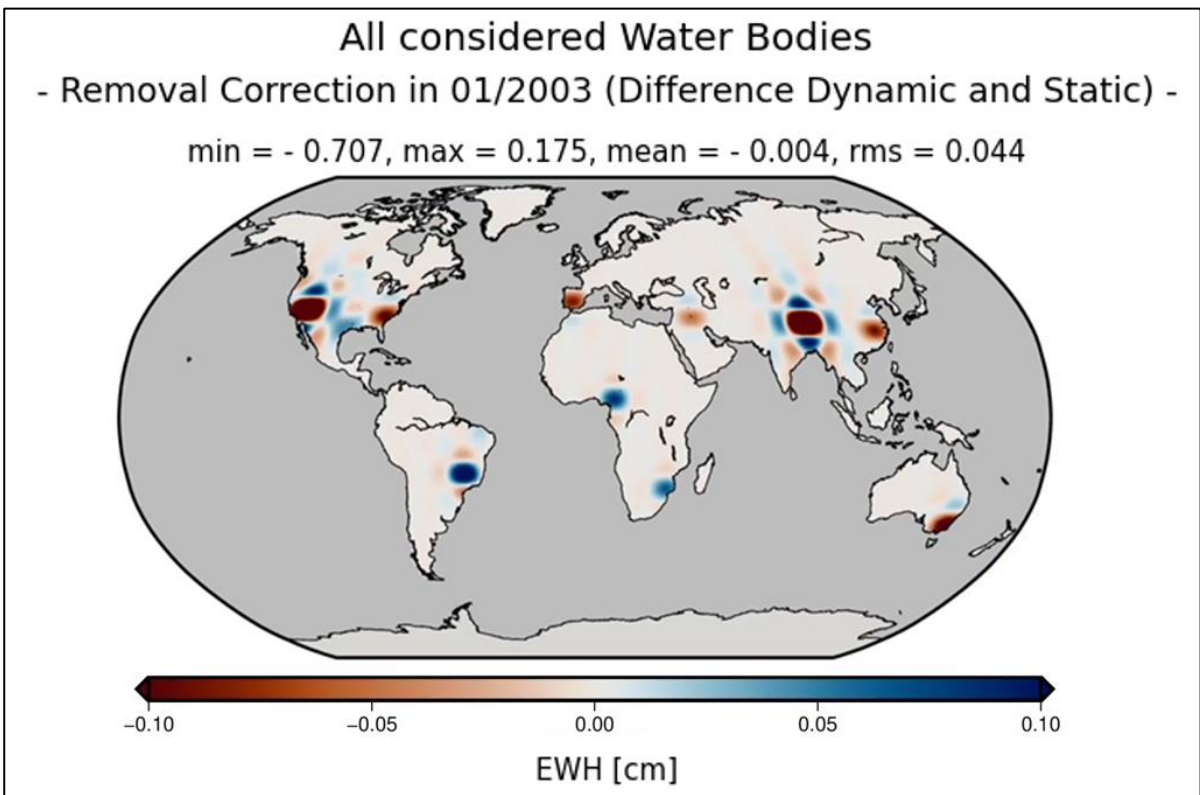 All considered Water Bodies
- Removal Correction in 01/2003 (Difference Dynamic and Static) -
min = - 0.707, max = 0.175, mean = - 0.004, rms = 0.044
−0.10 −0.05 0.00 0.05 0.10
EWH [cm]